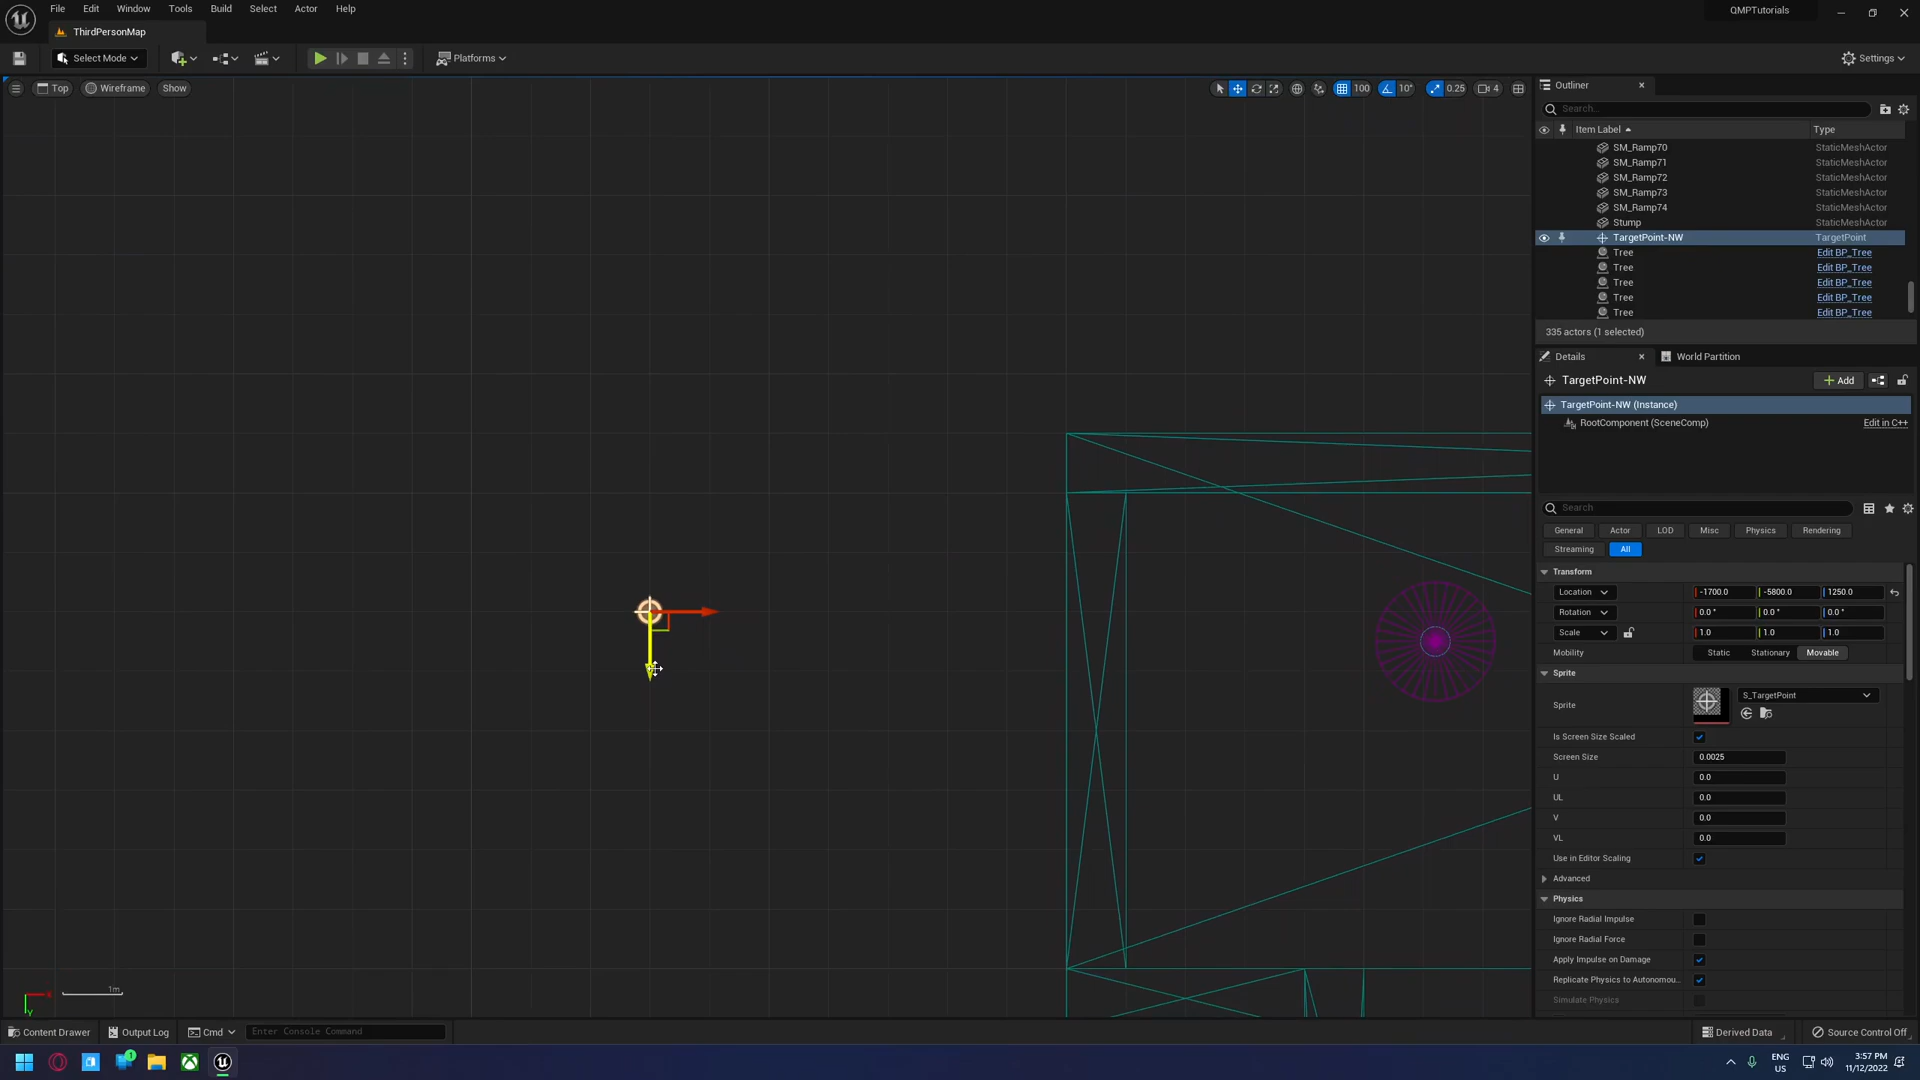 File Edit Window Tools Build Select Actor Help
QMPTutorials
ThirdPersonMap
Select Mode
Platforms
Settings
Top Wireframe Show
100 10° 0.25 4
Outliner
Search...
Item Label Type
SM_Ramp70 StaticMeshActor
SM_Ramp71 StaticMeshActor
SM_Ramp72 StaticMeshActor
SM_Ramp73 StaticMeshActor
SM_Ramp74 StaticMeshActor
Stump StaticMeshActor
TargetPoint-NW TargetPoint
Tree Edit BP_Tree
Tree Edit BP_Tree
Tree Edit BP_Tree
Tree Edit BP_Tree
Tree Edit BP_Tree
335 actors (1 selected)
Details World Partition
TargetPoint-NW
Add
TargetPoint-NW (Instance)
RootComponent (SceneComp) Edit in C++
Search
General Actor LOD Misc Physics Rendering
Streaming All
Transform
Location -1700.0 -5800.0 1250.0
Rotation 0.0 ° 0.0 ° 0.0 °
Scale 1.0 1.0 1.0
Mobility Static Stationary Movable
Sprite
Sprite S_TargetPoint
Is Screen Size Scaled
Screen Size 0.0025
U 0.0
UL 0.0
V 0.0
VL 0.0
Use in Editor Scaling
Advanced
Physics
Ignore Radial Impulse
Ignore Radial Force
Apply Impulse on Damage
Replicate Physics to Autonomou...
Simulate Physics
1m
x
y
Content Drawer Output Log Cmd Enter Console Command
Derived Data Source Control Off
1
ENG
US
3:57 PM
11/12/2022